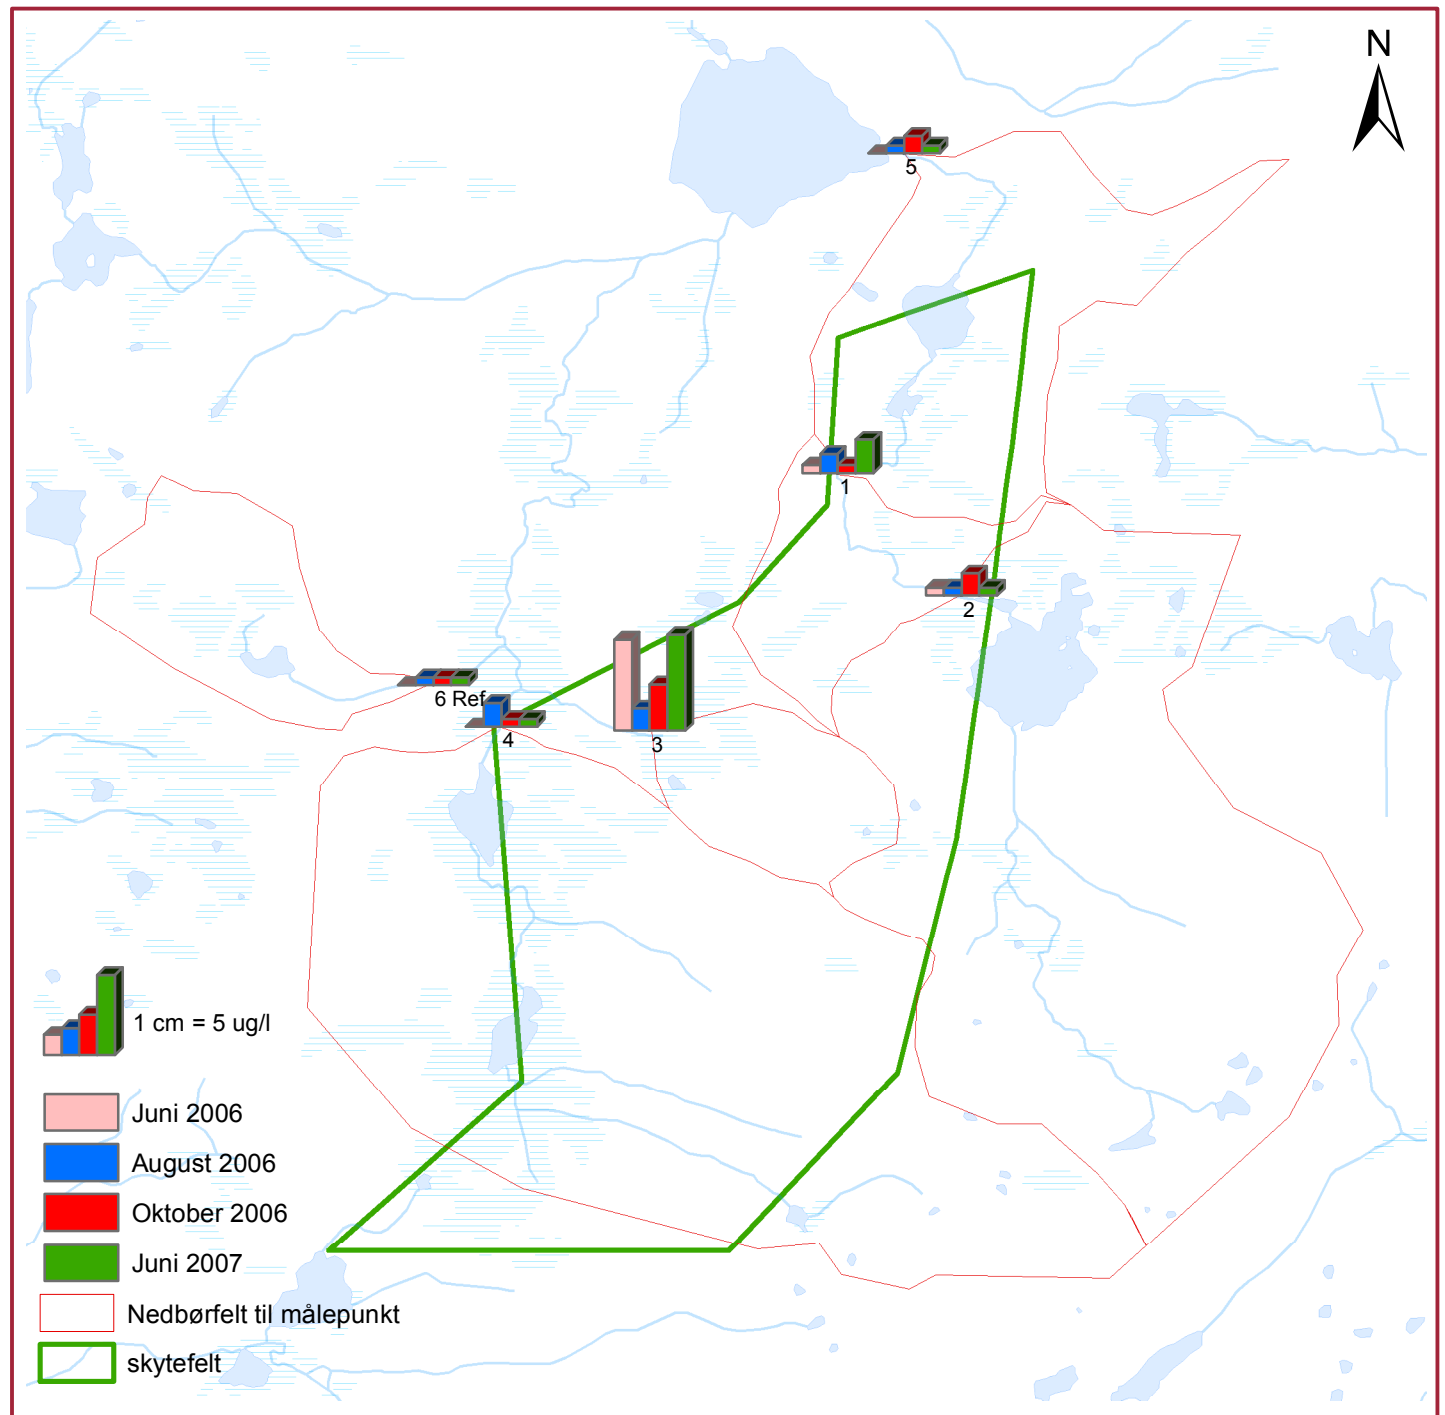 N
5
1
2
6 Ref
4
3
1 cm = 5 ug/l
Juni 2006
August 2006
Oktober 2006
Juni 2007
Nedbørfelt til målepunkt
skytefelt